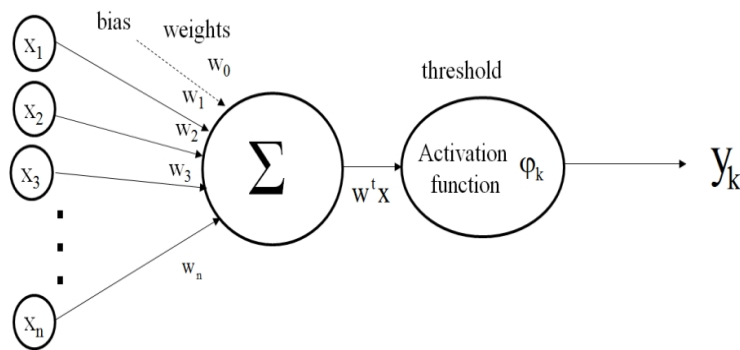 bias
weights
w₀
threshold
x₁
w₁
x₂
w₂
x₃
w₃
Σ
wᵗx
Activation
function
φₖ
yₖ
wₙ
xₙ